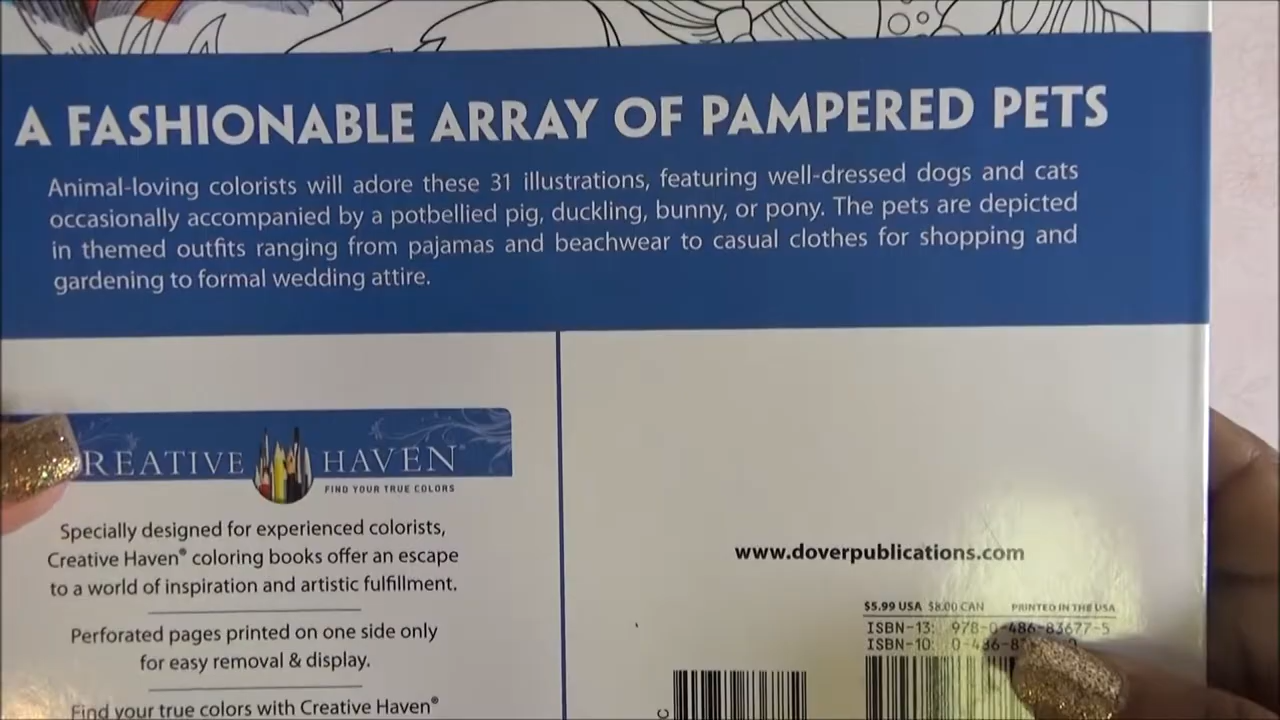 A FASHIONABLE ARRAY OF PAMPERED PETS
Animal-loving colorists will adore these 31 illustrations, featuring well-dressed dogs and cats
occasionally accompanied by a potbellied pig, duckling, bunny, or pony. The pets are depicted
in themed outfits ranging from pajamas and beachwear to casual clothes for shopping and
gardening to formal wedding attire.
REATIVE HAVEN
FIND YOUR TRUE COLORS
Specially designed for experienced colorists,
Creative Haven® coloring books offer an escape
to a world of inspiration and artistic fulfillment.
Perforated pages printed on one side only
for easy removal & display.
Find your true colors with Creative Haven®
www.doverpublications.com
$5.99 USA $8.00 CAN PRINTED IN THE USA
ISBN-13: 978-0-486-83677-5
ISBN-10: 0-486-8